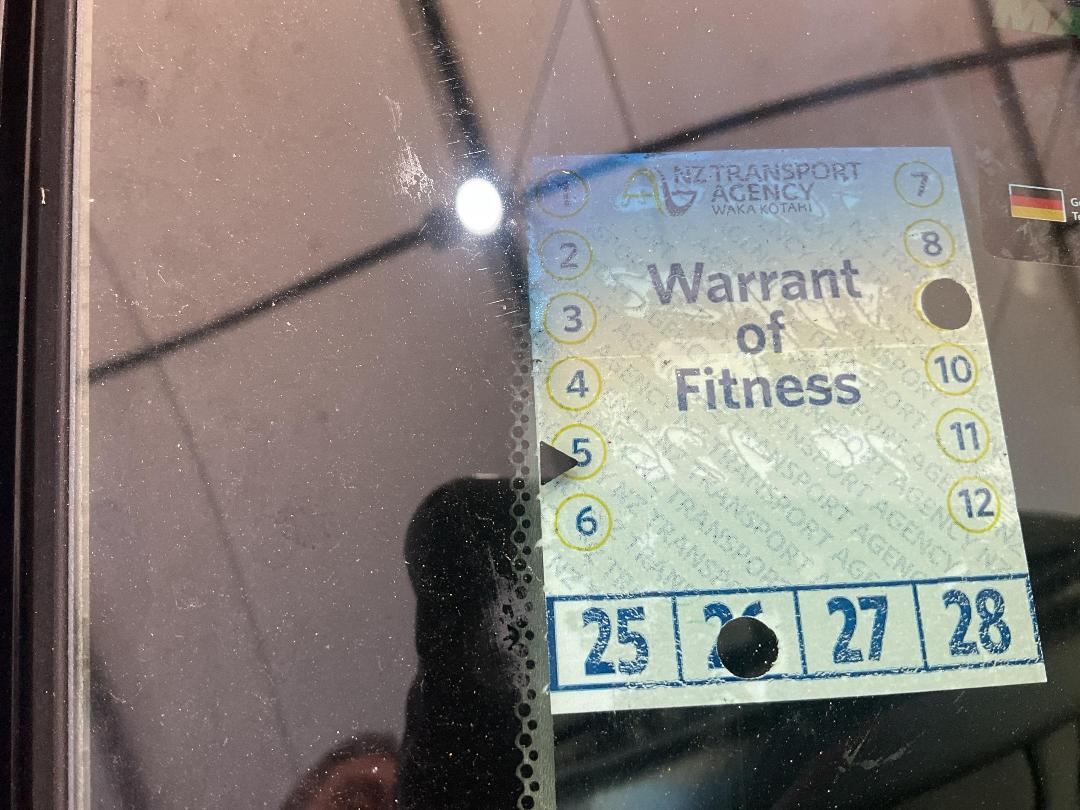 1
NZ TRANSPORT
AGENCY
WAKA KOTAHI
7
2
8
Warrant
of
Fitness
3
4
10
5
11
6
12
25 26 27 28